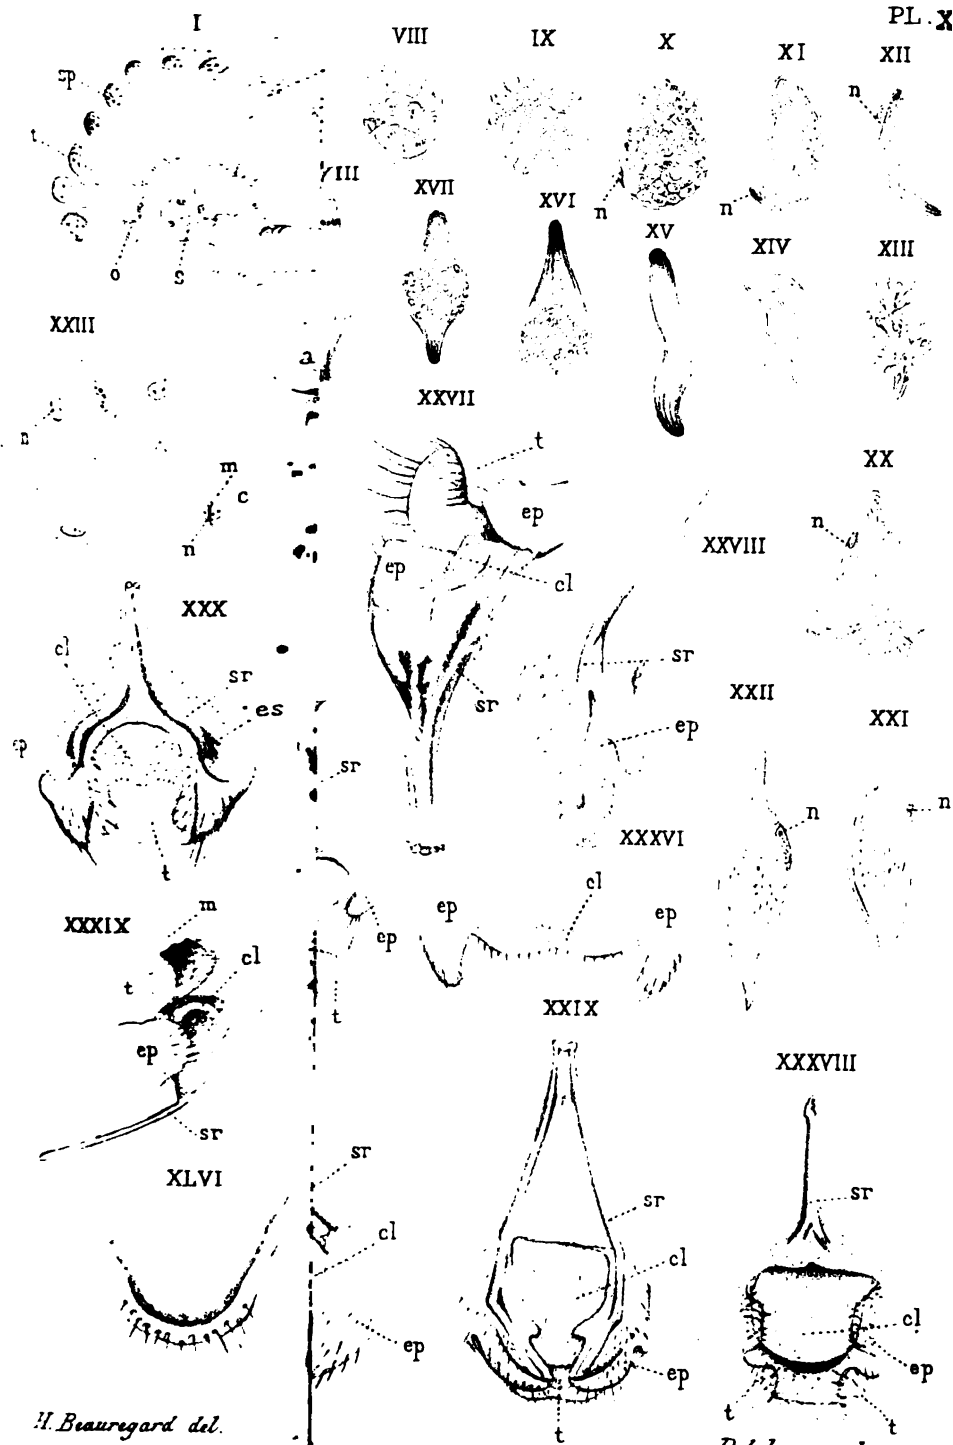 PL. X
I
VIII
IX
X
XI
XII
sp
n
t
III
XVII
XVI
n
n
XV
XIV
XIII
o
s
XXIII
a
XXVII
n
t
XX
m
c
ep
n
n
XXVIII
ep
cl
XXX
cl
sr
sr
es
sr
XXII
XXI
ep
sr
n
n
XXXVI
t
cl
m
ep
ep
XXXIX
ep
cl
t
t
XXIX
ep
XXXVIII
sr
XLVI
sr
sr
sr
cl
cl
cl
ep
ep
ep
t
t
t
H. Beauregard del.